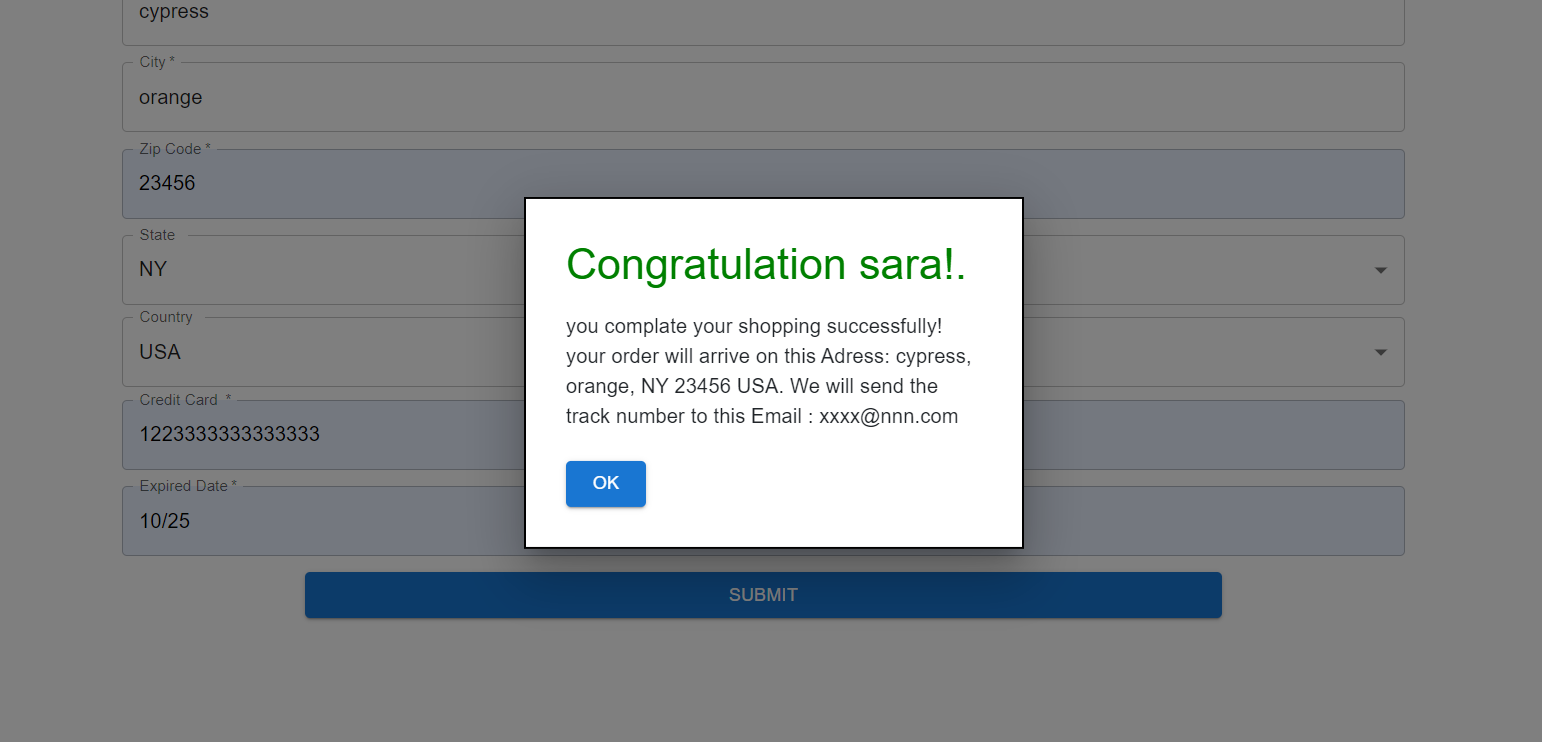 cypress
City *
orange
Zip Code *
23456
State
NY
Country
USA
Credit Card *
1223333333333333
Expired Date *
10/25
SUBMIT
Congratulation sara!.
you complate your shopping successfully!
your order will arrive on this Adress: cypress,
orange, NY 23456 USA. We will send the
track number to this Email : xxxx@nnn.com
OK